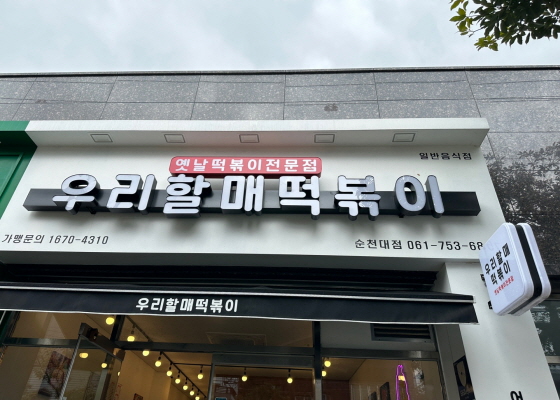 옛날떡볶이전문점
일반음식점
우리할매떡볶이
가맹문의 1670-4310
순천대점 061-753-68
우리할매떡볶이
우리할매
떡볶이